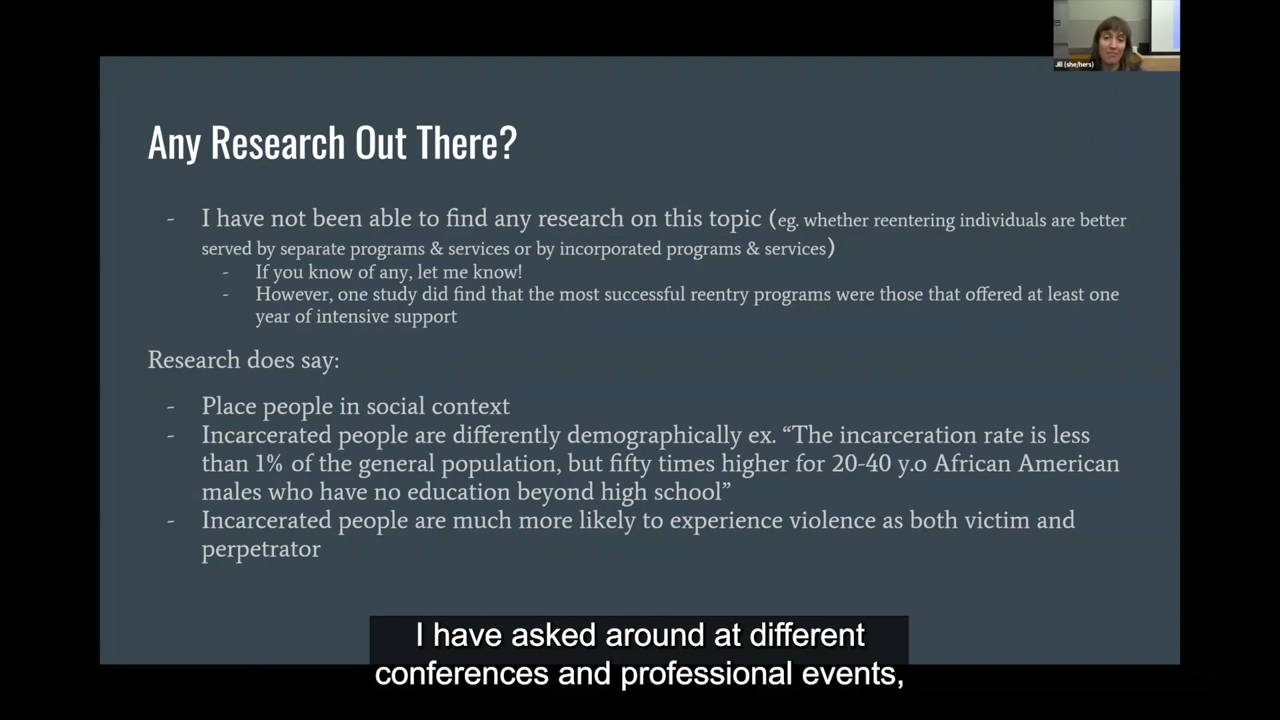 Jill (she/hers)
Any Research Out There?
- I have not been able to find any research on this topic (eg. whether reentering individuals are better
served by separate programs & services or by incorporated programs & services)
- If you know of any, let me know!
- However, one study did find that the most successful reentry programs were those that offered at least one
year of intensive support
Research does say:
- Place people in social context
- Incarcerated people are differently demographically ex. “The incarceration rate is less
than 1% of the general population, but fifty times higher for 20-40 y.o African American
males who have no education beyond high school”
- Incarcerated people are much more likely to experience violence as both victim and
perpetrator
I have asked around at different
conferences and professional events,